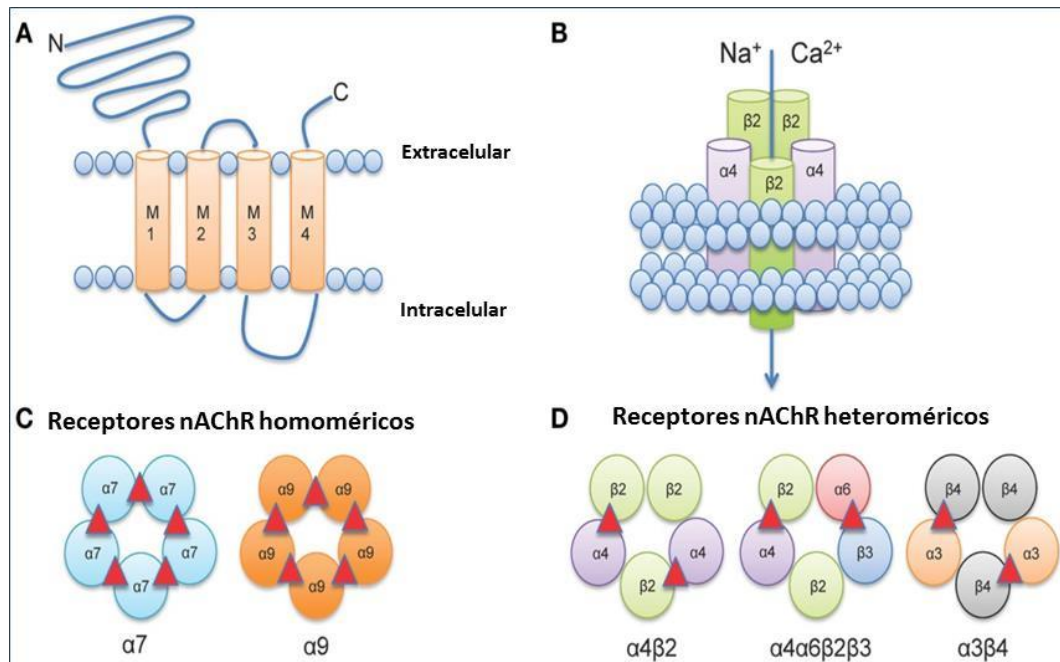 A
N
C
M
1
M
2
M
3
M
4
Extracelular
Intracelular
B
Na⁺ Ca²⁺
β2 β2
α4 β2 α4
C Receptores nAChR homoméricos
α7 α7
α7 α7
α7
α7
α9 α9
α9 α9
α9
α9
D Receptores nAChR heteroméricos
β2 β2
α4 α4
β2
α4β2
β2 α6
α4 β3
β2
α4α6β2β3
β4 β4
α3 α3
β4
α3β4